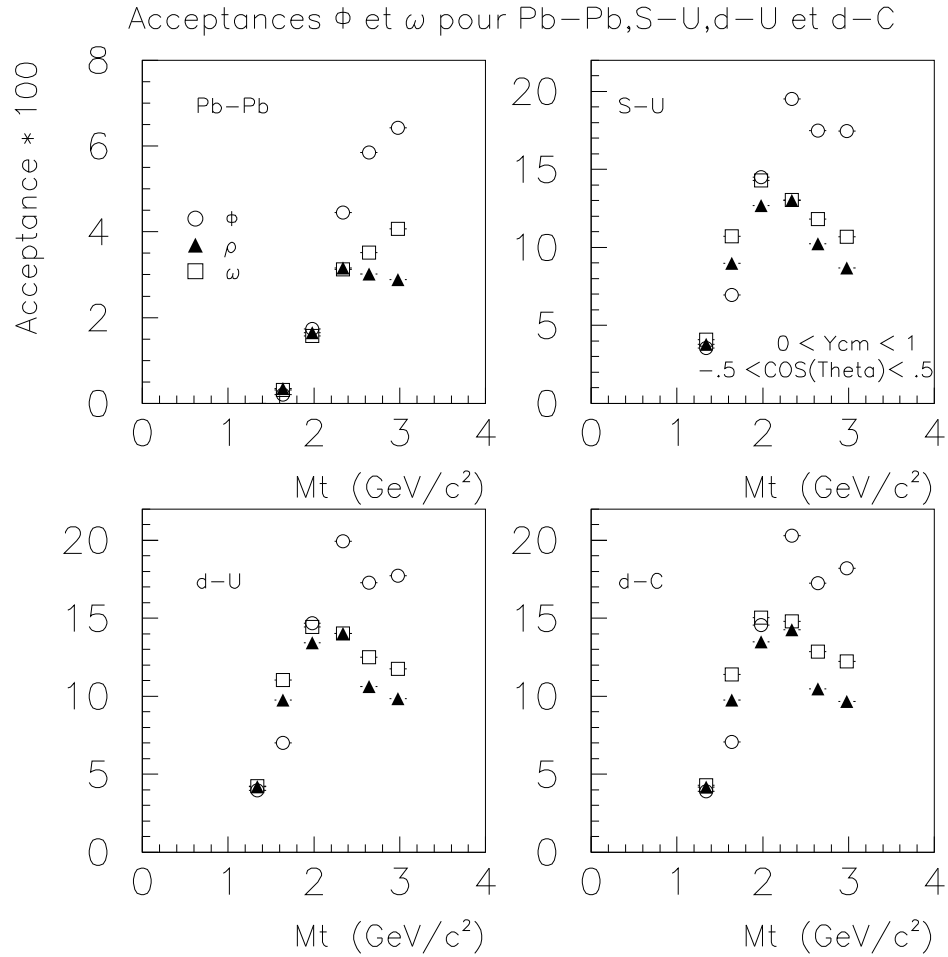 Acceptances Φ et ω pour Pb−Pb,S−U,d−U et d−C
Acceptance * 100
8
6
4
2
0
Pb−Pb
Φ
ρ
ω
0 1 2 3 4
Mt (GeV/c²)
20
15
10
5
0
S−U
0 < Ycm < 1
−.5 <COS(Theta)< .5
0 1 2 3 4
Mt (GeV/c²)
20
15
10
5
0
d−U
0 1 2 3 4
Mt (GeV/c²)
20
15
10
5
0
d−C
0 1 2 3 4
Mt (GeV/c²)